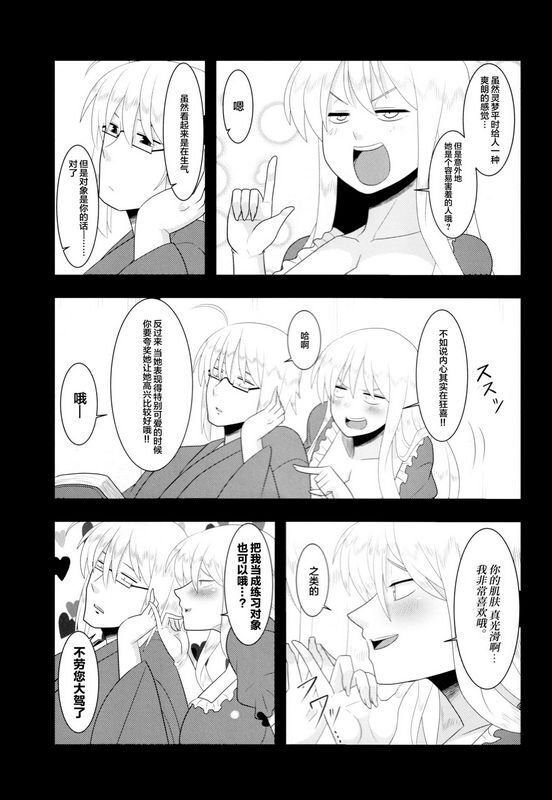 虽然灵梦平时给人一种
爽朗的感觉…
但是意外地
她是个容易害羞的人哦？
嗯
虽然看起来是在生气
但是对象是你的话——
对了
不如说内心其实在狂喜!!
ススッ
哈啊
反过来 当她表现得特别可爱的时候
你要夸奖她让她高兴比较好哦!!
哦—
你的肌肤 真光滑啊…
我非常喜欢哦。
之类的
把我当成练习对象
也可以哦…？
不劳您大驾了